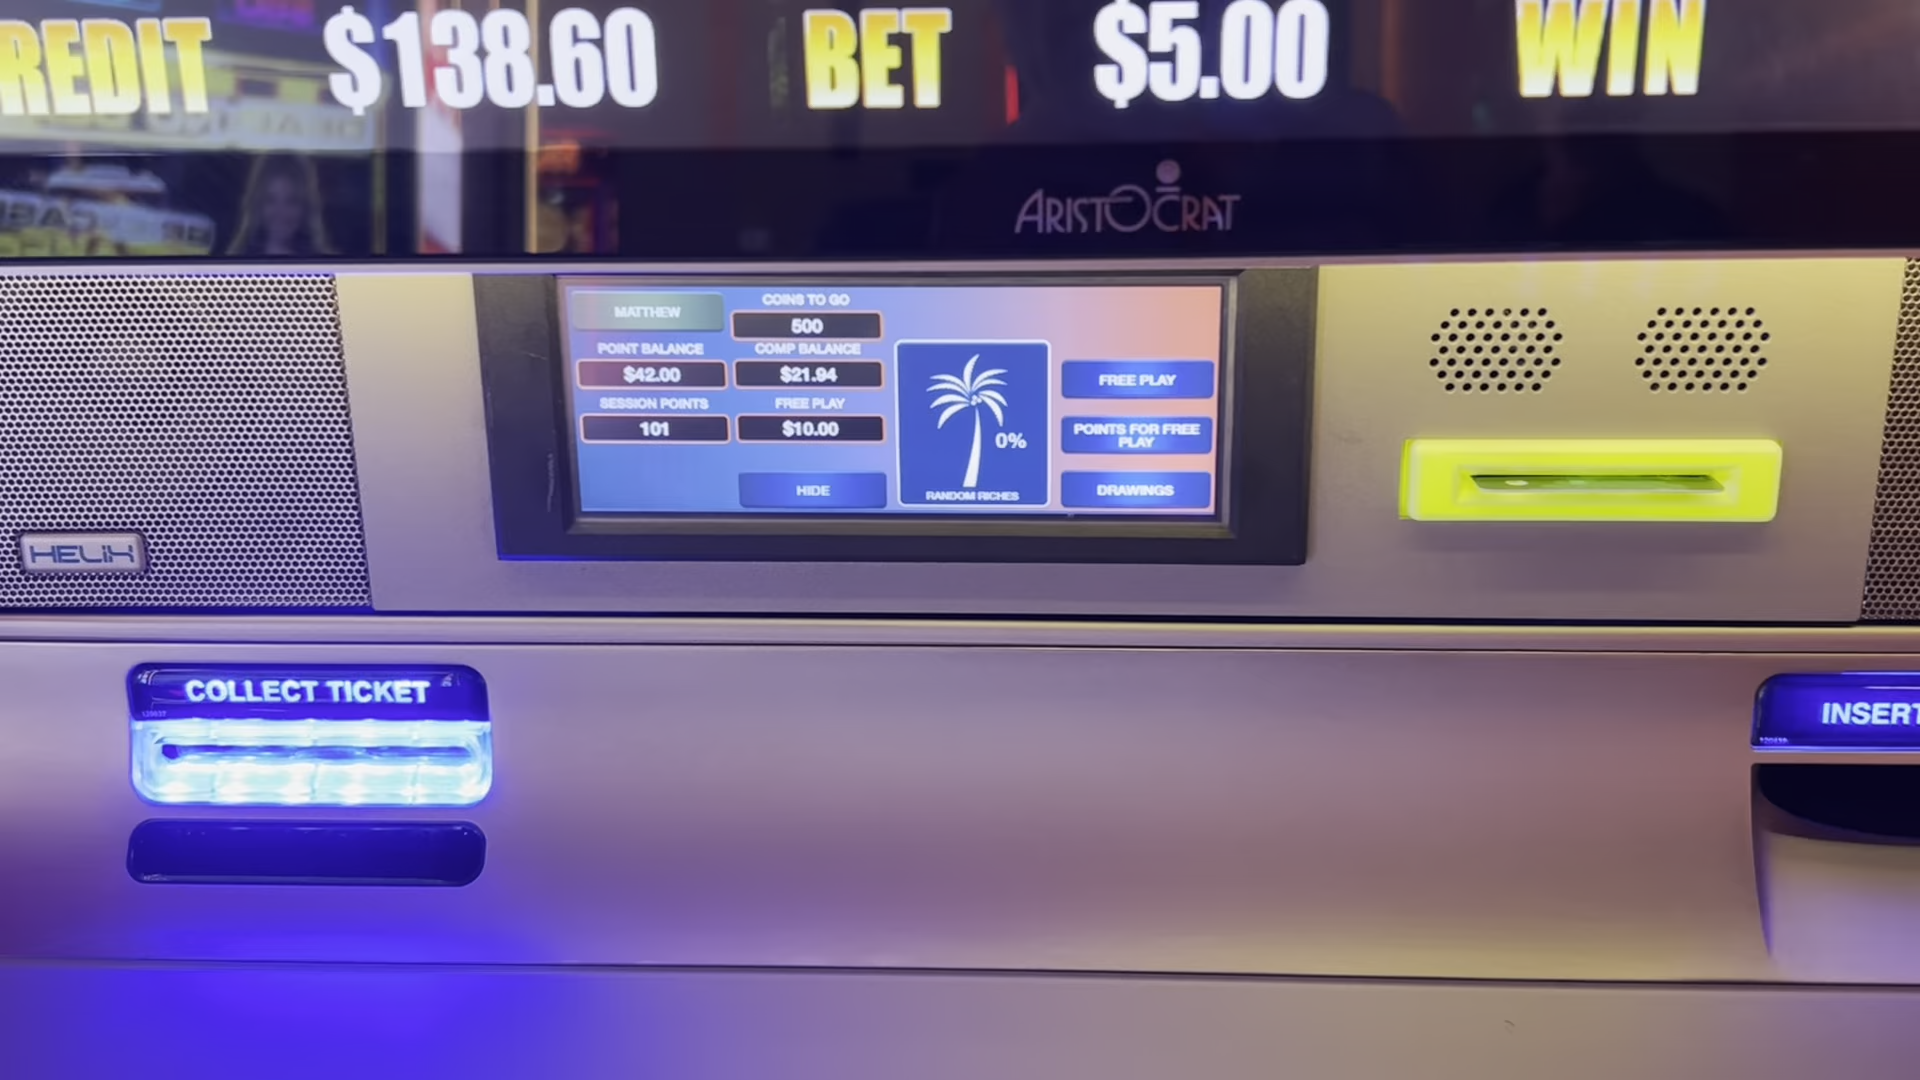 REDIT $138.60 BET $5.00 WIN
ARISTOCRAT
MATTHEW
COINS TO GO
500
POINT BALANCE
COMP BALANCE
$42.00
$21.94
SESSION POINTS
FREE PLAY
101
$10.00
HIDE
0%
RANDOM RICHES
FREE PLAY
POINTS FOR FREE
PLAY
DRAWINGS
HELIX
COLLECT TICKET
INSERT